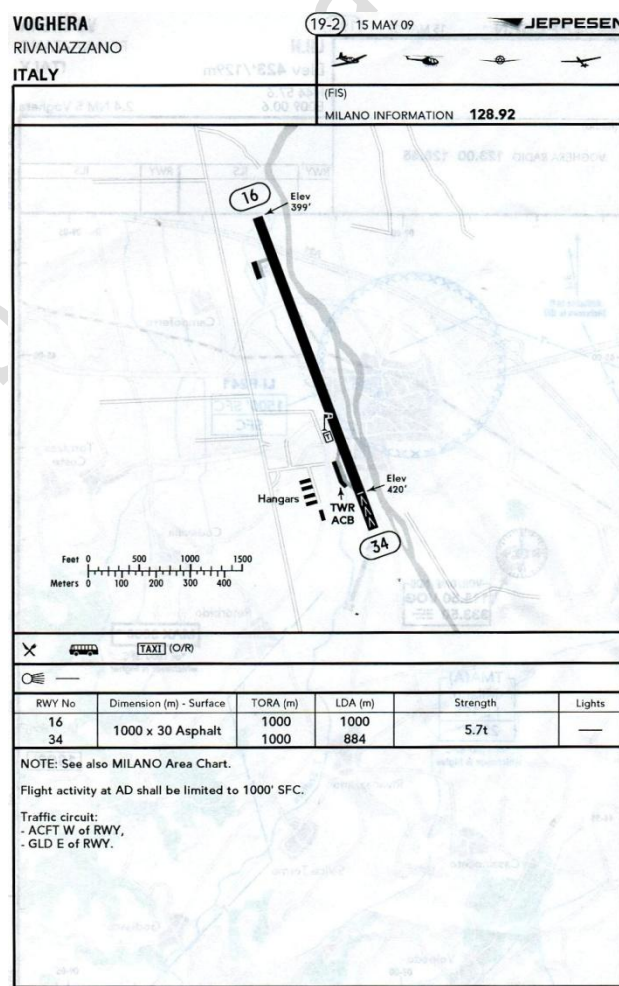 VOGHERA
RIVANAZZANO
ITALY
19-2 15 MAY 09 JEPPESEN
(FIS)
MILANO INFORMATION 128.92
16
Elev
399'
Elev
420'
Hangars
TWR
ACB
34
Feet 0 500 1000 1500
Meters 0 100 200 300 400
TAXI (O/R)
RWY No Dimension (m) - Surface TORA (m) LDA (m) Strength Lights
16 1000 x 30 Asphalt 1000 1000 5.7t
34 1000 884
NOTE: See also MILANO Area Chart.
Flight activity at AD shall be limited to 1000' SFC.
Traffic circuit:
- ACFT W of RWY,
- GLD E of RWY.